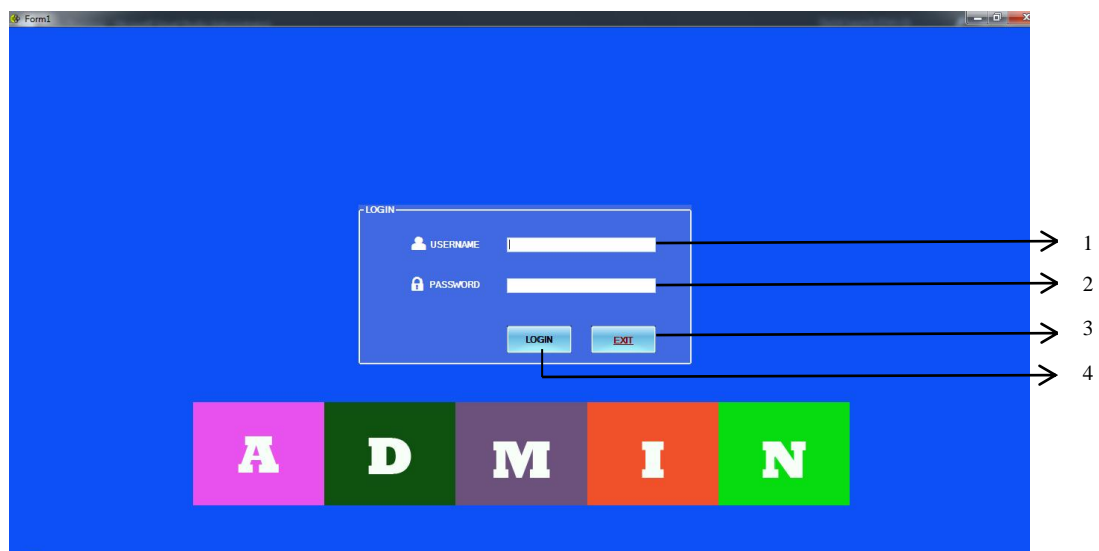 Form1
LOGIN
USERNAME 1
PASSWORD 2
LOGIN EXIT 3
4
A D M I N